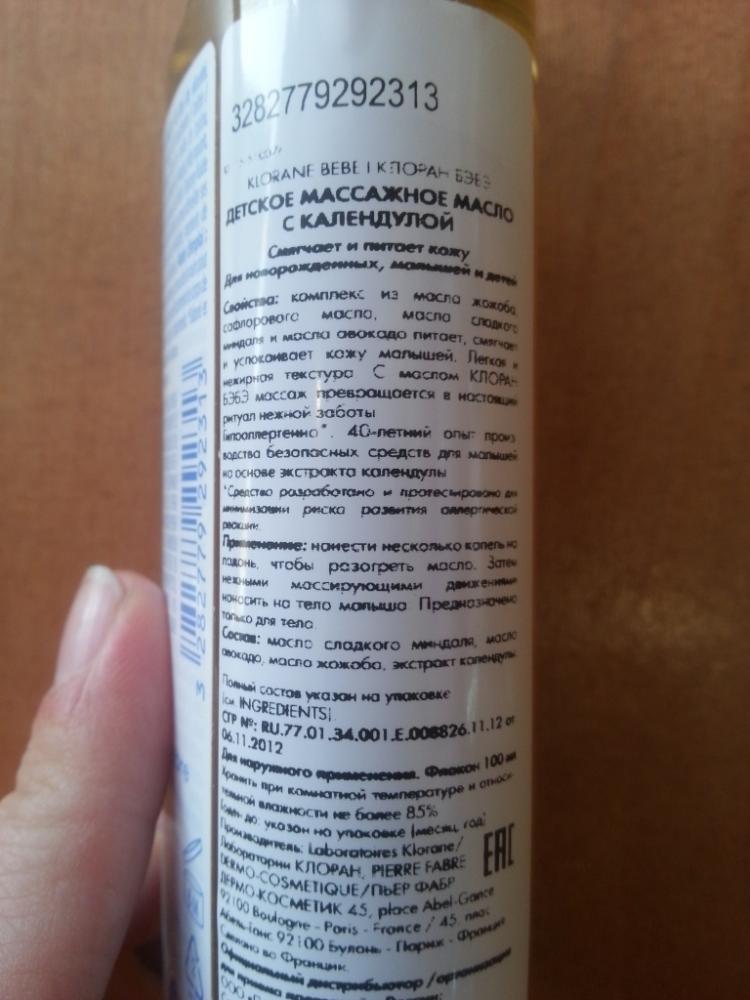 3282779292313
KLORANE BEBE | КЛОРАН БЭБЭ
ДЕТСКОЕ МАССАЖНОЕ МАСЛО
С КАЛЕНДУЛОЙ
Смягчает и питает кожу
Для новорожденных, малышей и детей
Свойства: комплекс из масла жожоба,
сафлорового масла, масла сладкого
миндаля и масла авокадо питает, смягчает
и успокаивает кожу малышей. Легкая и
нежирная текстура. С маслом КЛОРАН
БЭБЭ массаж превращается в настоящий
ритуал нежной заботы
Гипоаллергенно*. 40-летний опыт произ-
водства безопасных средств для малышей
на основе экстракта календулы
*Средство разработано и протестировано для
минимизации риска развития аллергической
реакции.
Применение: нанести несколько капель на
ладонь, чтобы разогреть масло. Затем
нежными массирующими движениями
наносить на тело малыша. Предназначено
только для тела.
Состав: масло сладкого миндаля, масло
авокадо, масло жожоба, экстракт календулы.
Полный состав указан на упаковке
(см. INGREDIENTS).
СГР №: RU.77.01.34.001.E.008826.11.12 от
06.11.2012
Для наружного применения. Флакон 100 мл
Хранить при комнатной температуре и относи-
тельной влажности не более 85%
Годен до: указан на упаковке (месяц, год)
Производитель: Laboratoires Klorane/
Лаборатории КЛОРАН, PIERRE FABRE
DERMO-COSMETIQUE/ПЬЕР ФАБР
ДЕРМО-КОСМЕТИК 45, place Abel-Gance
92100 Boulogne - Paris - France / 45, плас
Абель-Ганс 92100 Булонь - Париж - Франция
Сделано во Франции.
Официальный дистрибьютор /организация
EAC
3 282779 292313